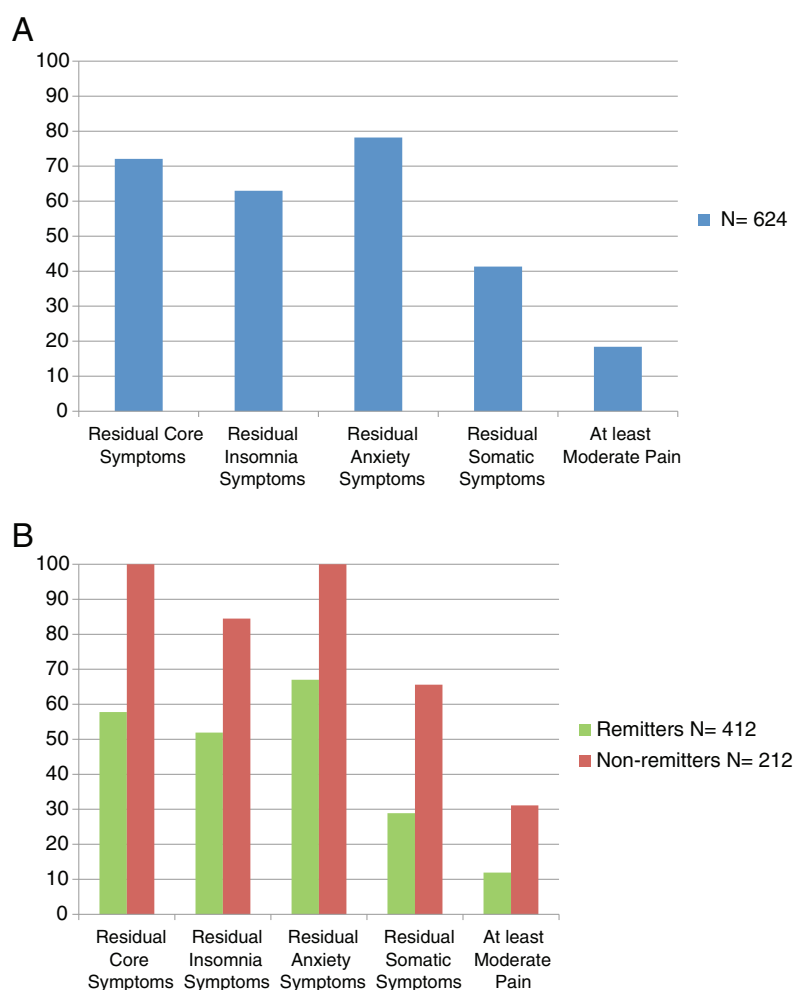 A
100
90
80
70
60
50
40
30
20
10
0
Residual Core
Symptoms
Residual
Insomnia
Symptoms
Residual
Anxiety
Symptoms
Residual
Somatic
Symptoms
At least
Moderate Pain
N= 624
B
100
90
80
70
60
50
40
30
20
10
0
Residual
Core
Symptoms
Residual
Insomnia
Symptoms
Residual
Anxiety
Symptoms
Residual
Somatic
Symptoms
At least
Moderate
Pain
Remitters N= 412
Non-remitters N= 212